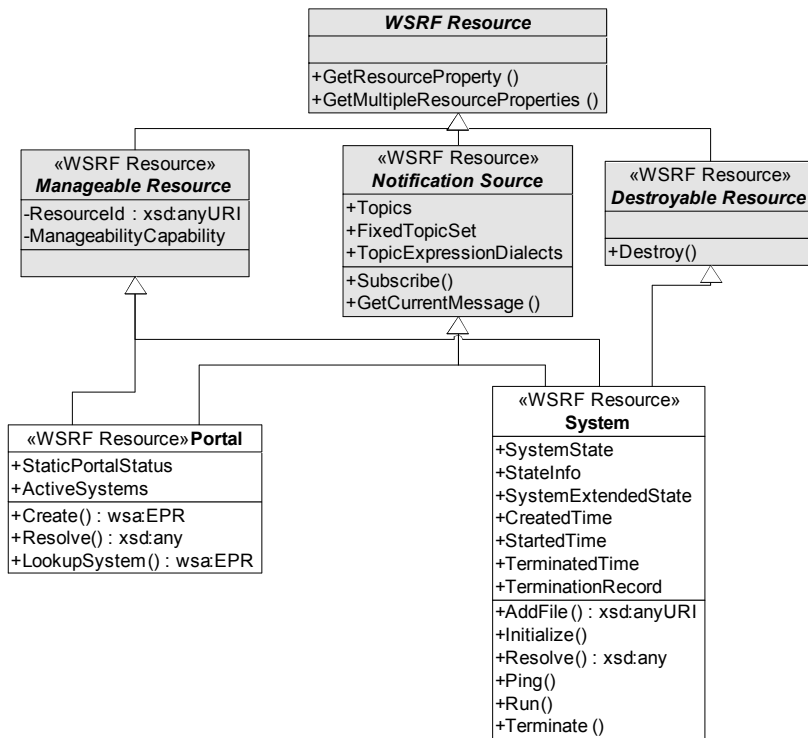 WSRF Resource
+GetResourceProperty ()
+GetMultipleResourceProperties ()
«WSRF Resource»
Manageable Resource
-ResourceId : xsd:anyURI
-ManageabilityCapability
«WSRF Resource»
Notification Source
+Topics
+FixedTopicSet
+TopicExpressionDialects
+Subscribe()
+GetCurrentMessage ()
«WSRF Resource»
Destroyable Resource
+Destroy()
«WSRF Resource» Portal
+StaticPortalStatus
+ActiveSystems
+Create() : wsa:EPR
+Resolve() : xsd:any
+LookupSystem() : wsa:EPR
«WSRF Resource»
System
+SystemState
+StateInfo
+SystemExtendedState
+CreatedTime
+StartedTime
+TerminatedTime
+TerminationRecord
+AddFile() : xsd:anyURI
+Initialize()
+Resolve() : xsd:any
+Ping()
+Run()
+Terminate ()